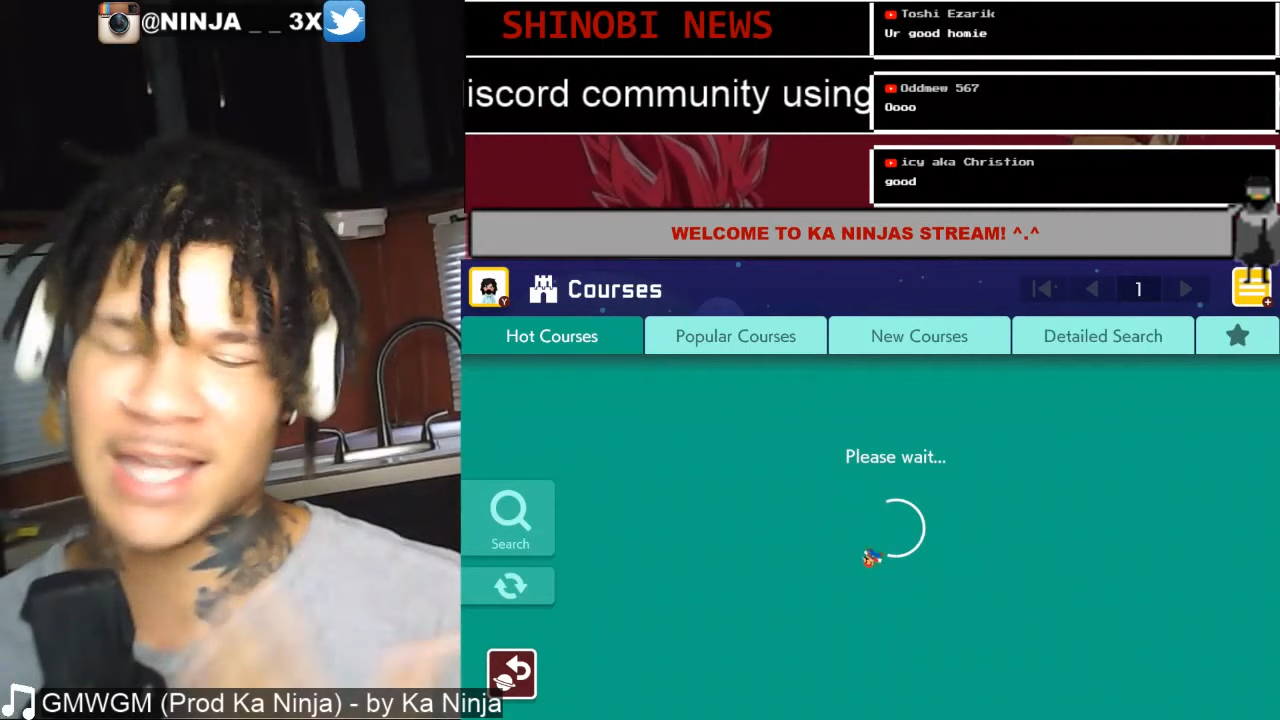 @NINJA _ _ 3X
SHINOBI NEWS
iscord community using
Toshi Ezarik
Ur good homie
Oddmew 567
Oooo
icy aka Christion
good
WELCOME TO KA NINJAS STREAM! ^.^
Y
Courses
1
Hot Courses
Popular Courses
New Courses
Detailed Search
Please wait...
Search
GMWGM (Prod Ka Ninja) - by Ka Ninja